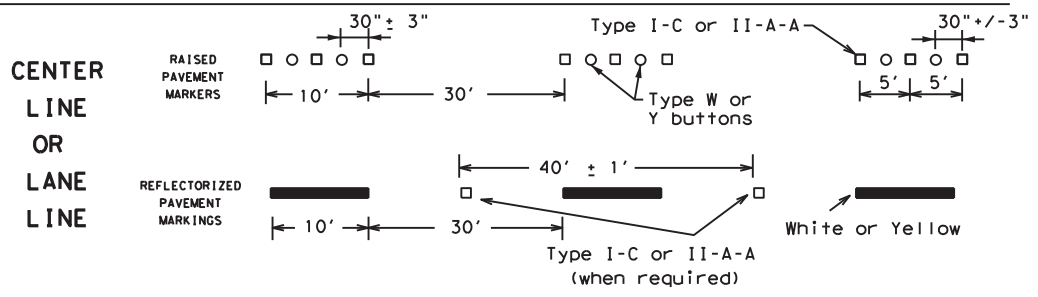 CENTER
LINE
OR
LANE
LINE
RAISED
PAVEMENT
MARKERS
30"± 3"
10'
30'
Type I-C or II-A-A
Type W or
Y buttons
30"+/-3"
5'
5'
REFLECTORIZED
PAVEMENT
MARKINGS
40' ± 1'
10'
30'
Type I-C or II-A-A
(when required)
White or Yellow